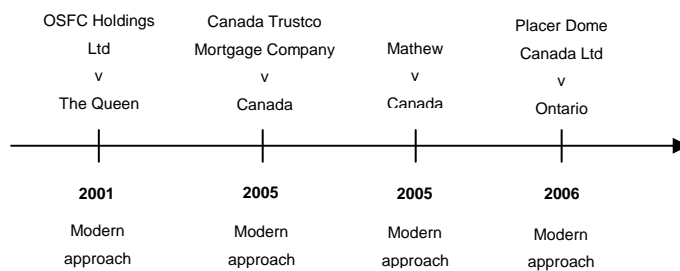 OSFC Holdings
Ltd
v
The Queen
Canada Trustco
Mortgage Company
v
Canada
Mathew
v
Canada
Placer Dome
Canada Ltd
v
Ontario
2001
2005
2005
2006
Modern
approach
Modern
approach
Modern
approach
Modern
approach